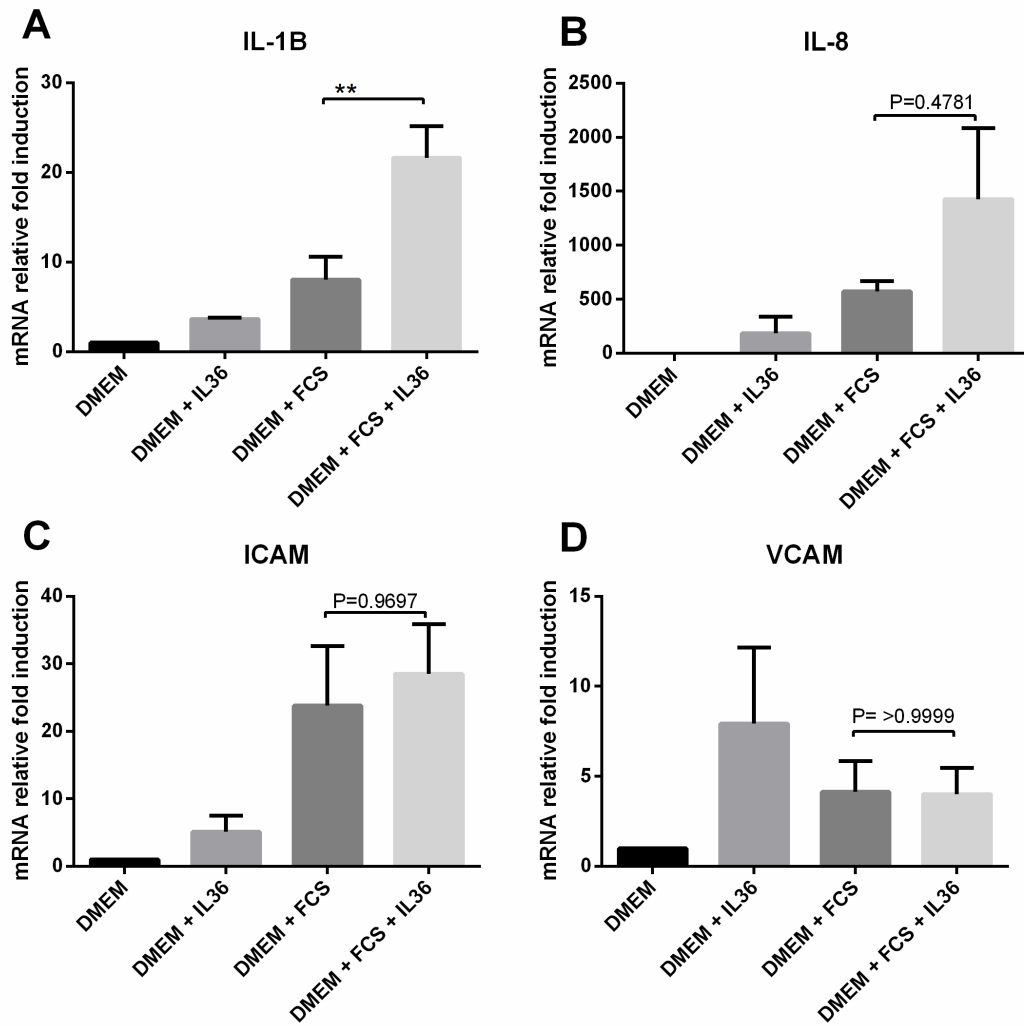 A
IL-1B
mRNA relative fold induction
30
20
10
0
**
DMEM
DMEM + IL36
DMEM + FCS
DMEM + FCS + IL36
B
IL-8
mRNA relative fold induction
2500
2000
1500
1000
500
0
P=0.4781
DMEM
DMEM + IL36
DMEM + FCS
DMEM + FCS + IL36
C
ICAM
mRNA relative fold induction
40
30
20
10
0
P=0.9697
DMEM
DMEM + IL36
DMEM + FCS
DMEM + FCS + IL36
D
VCAM
mRNA relative fold induction
15
10
5
0
P= >0.9999
DMEM
DMEM + IL36
DMEM + FCS
DMEM + FCS + IL36